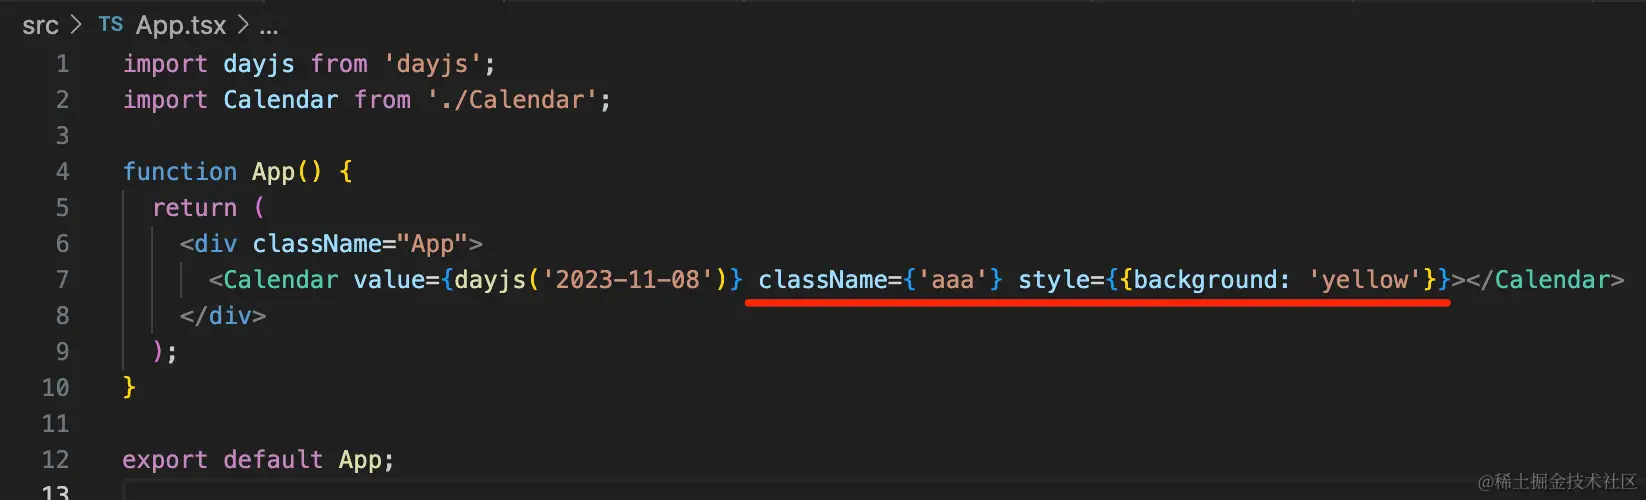 src > TS App.tsx > ...
1 import dayjs from 'dayjs';
2 import Calendar from './Calendar';
3
4 function App() {
5 return (
6 <div className="App">
7 <Calendar value={dayjs('2023-11-08')} className={'aaa'} style={{background: 'yellow'}}></Calendar>
8 </div>
9 );
10 }
11
12 export default App;
13
@稀土掘金技术社区